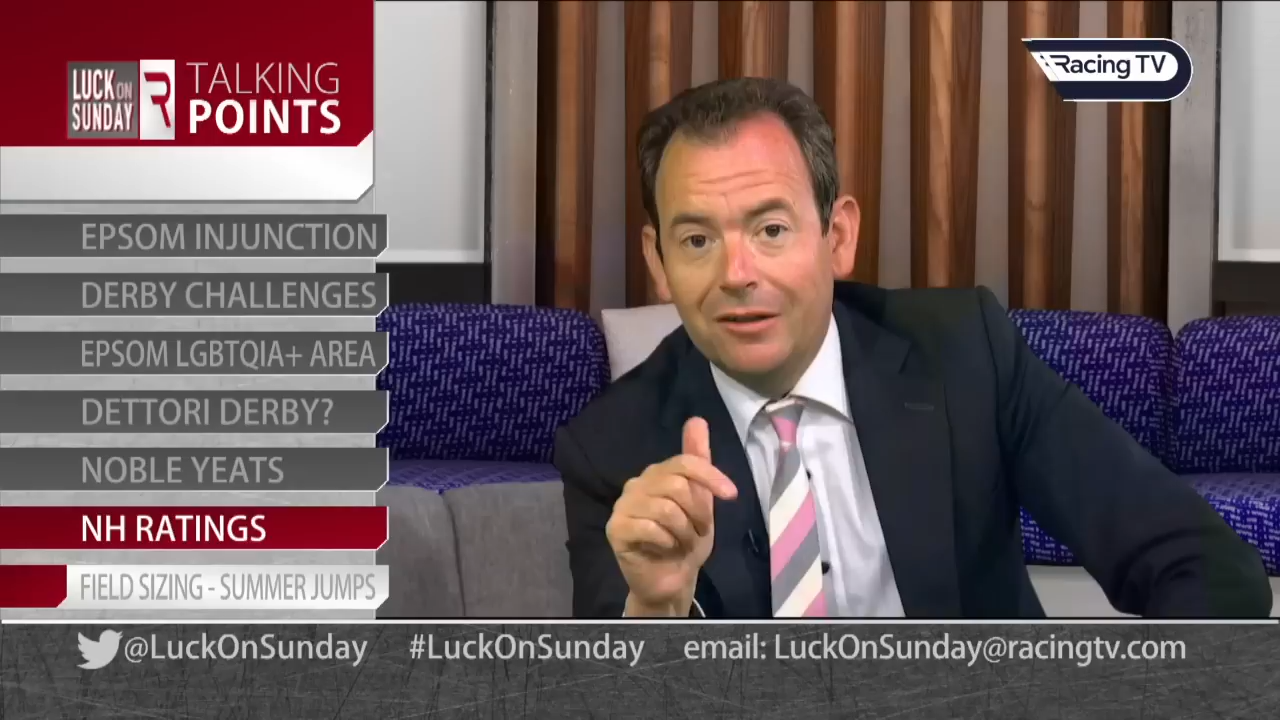 LUCK ON
SUNDAY
TALKING
POINTS
Racing TV
EPSOM INJUNCTION
DERBY CHALLENGES
EPSOM LGBTQIA+ AREA
DETTORI DERBY?
NOBLE YEATS
NH RATINGS
FIELD SIZING - SUMMER JUMPS
@LuckOnSunday #LuckOnSunday email: LuckOnSunday@racingtv.com